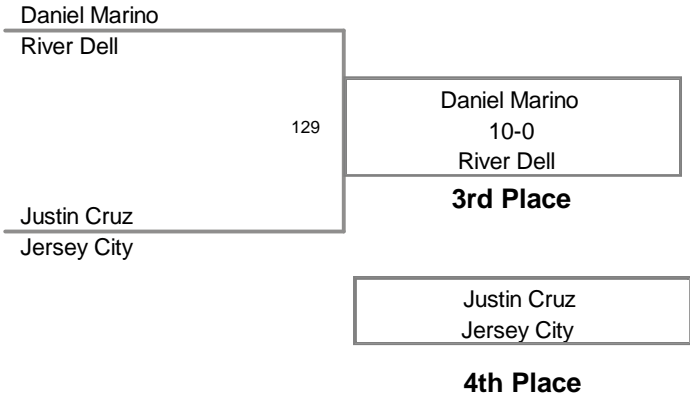 Daniel Marino
River Dell
129
Daniel Marino
10-0
River Dell
3rd Place
Justin Cruz
Jersey City
Justin Cruz
Jersey City
4th Place